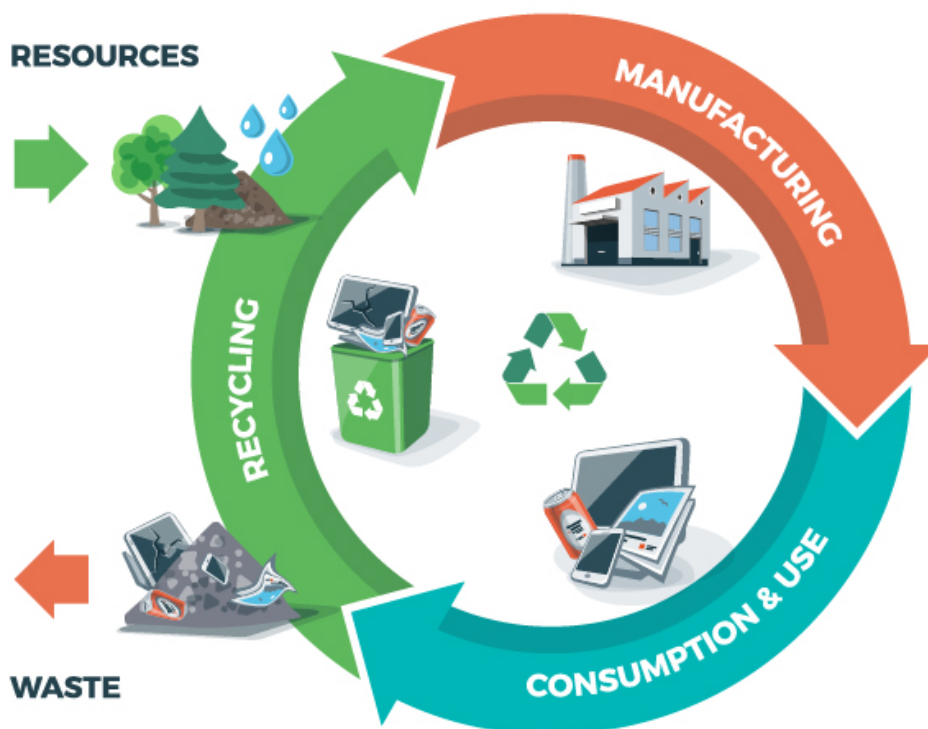 RESOURCES
MANUFACTURING
RECYCLING
CONSUMPTION & USE
WASTE